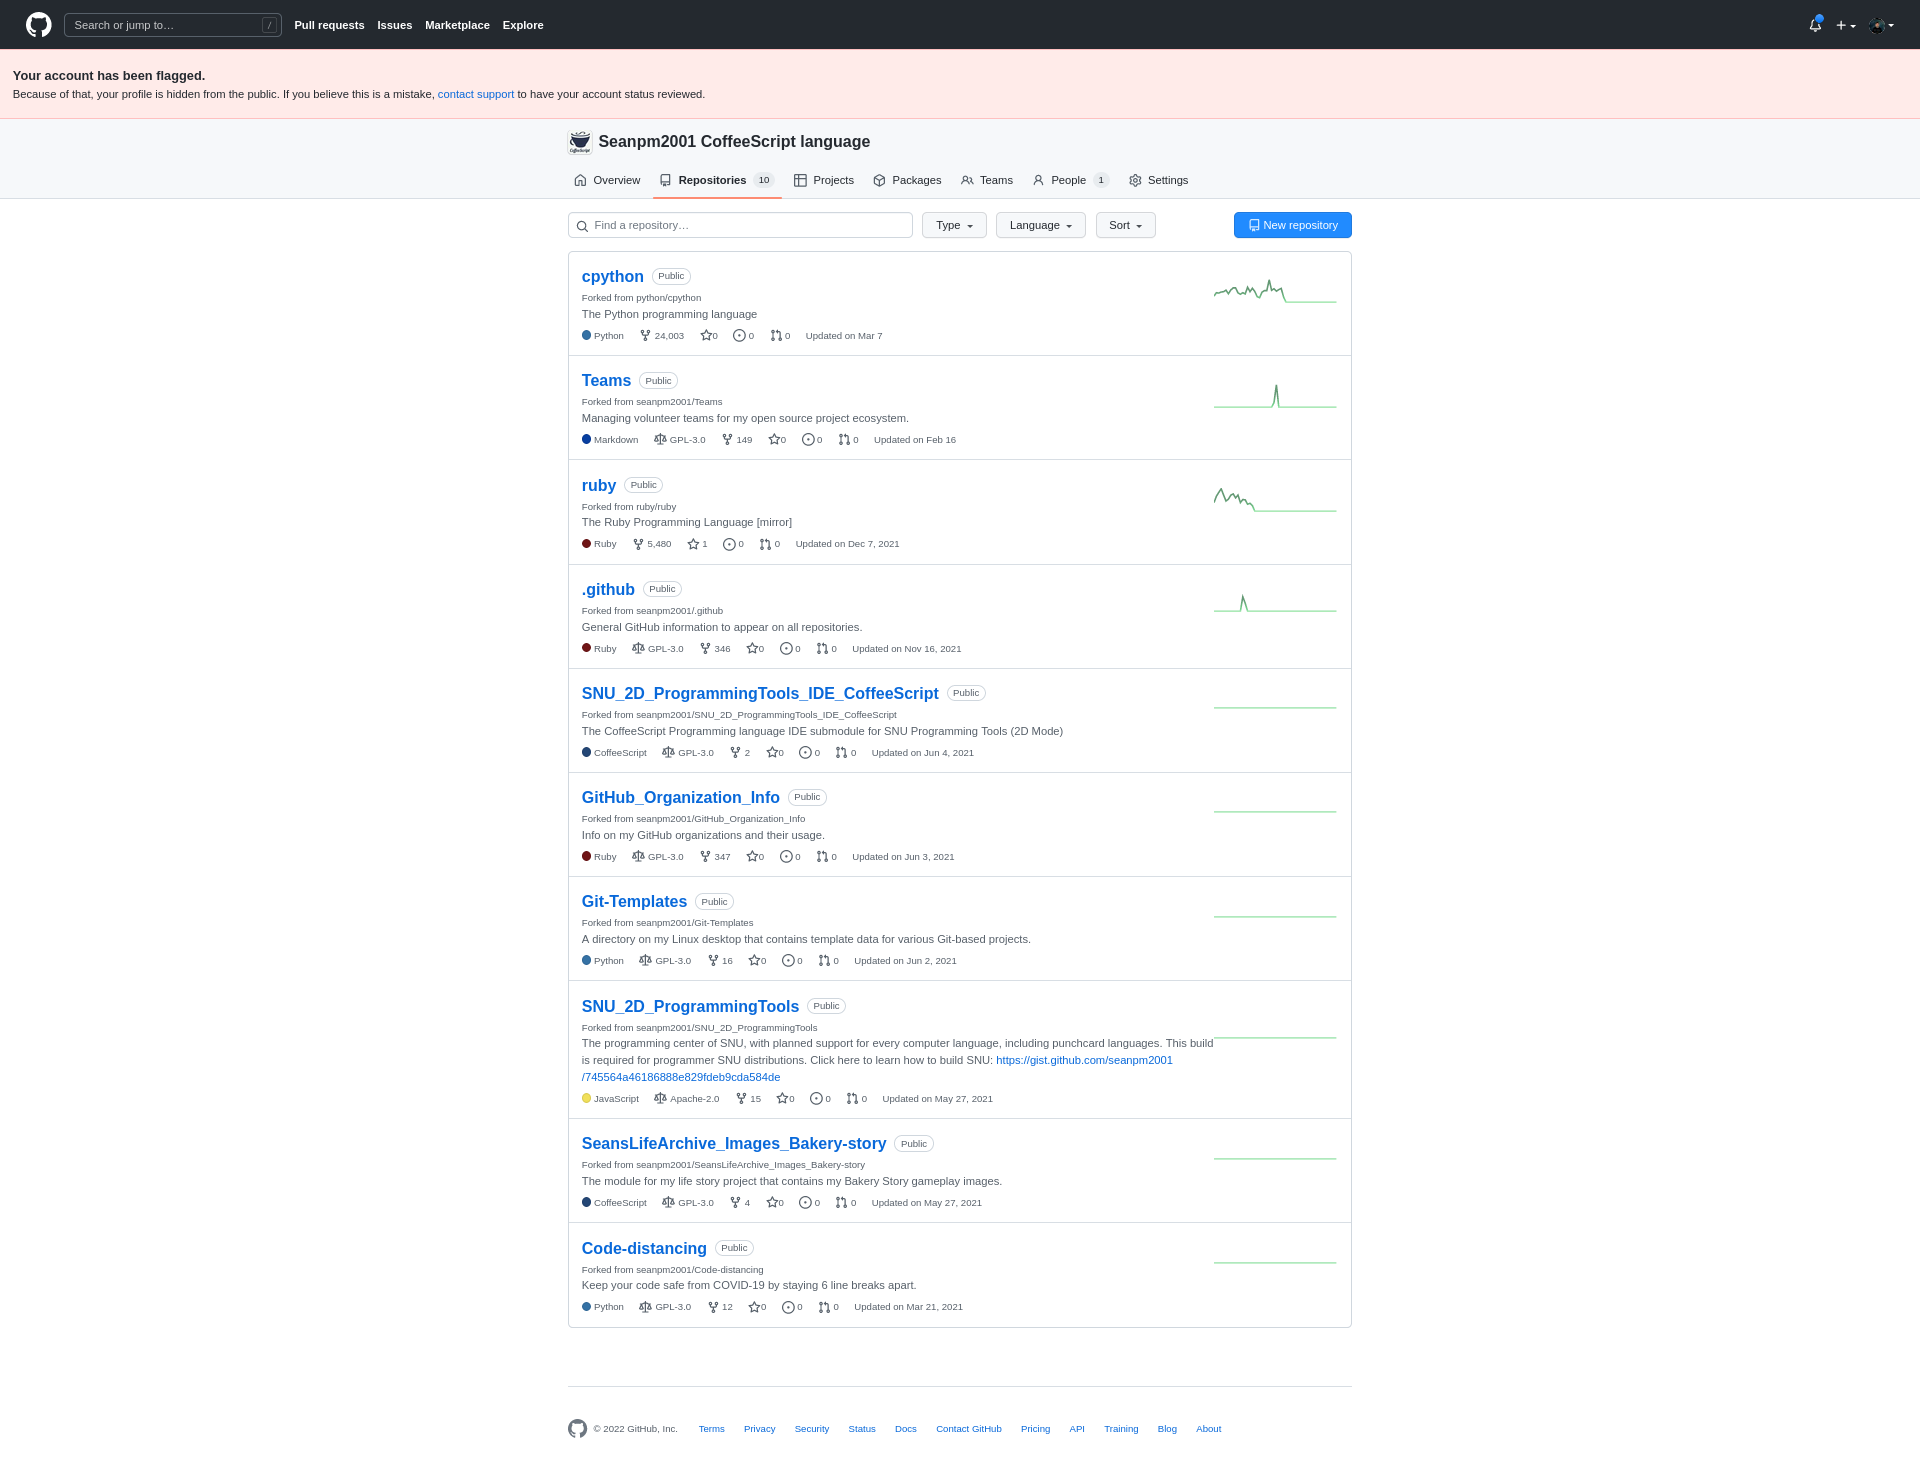 Search or jump to… /
Pull requests Issues Marketplace Explore
Your account has been flagged.
Because of that, your profile is hidden from the public. If you believe this is a mistake, contact support to have your account status reviewed.
Seanpm2001 CoffeeScript language
Overview Repositories 10 Projects Packages Teams People 1 Settings
Find a repository… Type Language Sort New repository
cpython Public
Forked from python/cpython
The Python programming language
Python 24,003 0 0 0 Updated on Mar 7
Teams Public
Forked from seanpm2001/Teams
Managing volunteer teams for my open source project ecosystem.
Markdown GPL-3.0 149 0 0 0 Updated on Feb 16
ruby Public
Forked from ruby/ruby
The Ruby Programming Language [mirror]
Ruby 5,480 1 0 0 Updated on Dec 7, 2021
.github Public
Forked from seanpm2001/.github
General GitHub information to appear on all repositories.
Ruby GPL-3.0 346 0 0 0 Updated on Nov 16, 2021
SNU_2D_ProgrammingTools_IDE_CoffeeScript Public
Forked from seanpm2001/SNU_2D_ProgrammingTools_IDE_CoffeeScript
The CoffeeScript Programming language IDE submodule for SNU Programming Tools (2D Mode)
CoffeeScript GPL-3.0 2 0 0 0 Updated on Jun 4, 2021
GitHub_Organization_Info Public
Forked from seanpm2001/GitHub_Organization_Info
Info on my GitHub organizations and their usage.
Ruby GPL-3.0 347 0 0 0 Updated on Jun 3, 2021
Git-Templates Public
Forked from seanpm2001/Git-Templates
A directory on my Linux desktop that contains template data for various Git-based projects.
Python GPL-3.0 16 0 0 0 Updated on Jun 2, 2021
SNU_2D_ProgrammingTools Public
Forked from seanpm2001/SNU_2D_ProgrammingTools
The programming center of SNU, with planned support for every computer language, including punchcard languages. This build
is required for programmer SNU distributions. Click here to learn how to build SNU: https://gist.github.com/seanpm2001
/745564a46186888e829fdeb9cda584de
JavaScript Apache-2.0 15 0 0 0 Updated on May 27, 2021
SeansLifeArchive_Images_Bakery-story Public
Forked from seanpm2001/SeansLifeArchive_Images_Bakery-story
The module for my life story project that contains my Bakery Story gameplay images.
CoffeeScript GPL-3.0 4 0 0 0 Updated on May 27, 2021
Code-distancing Public
Forked from seanpm2001/Code-distancing
Keep your code safe from COVID-19 by staying 6 line breaks apart.
Python GPL-3.0 12 0 0 0 Updated on Mar 21, 2021
© 2022 GitHub, Inc. Terms Privacy Security Status Docs Contact GitHub Pricing API Training Blog About